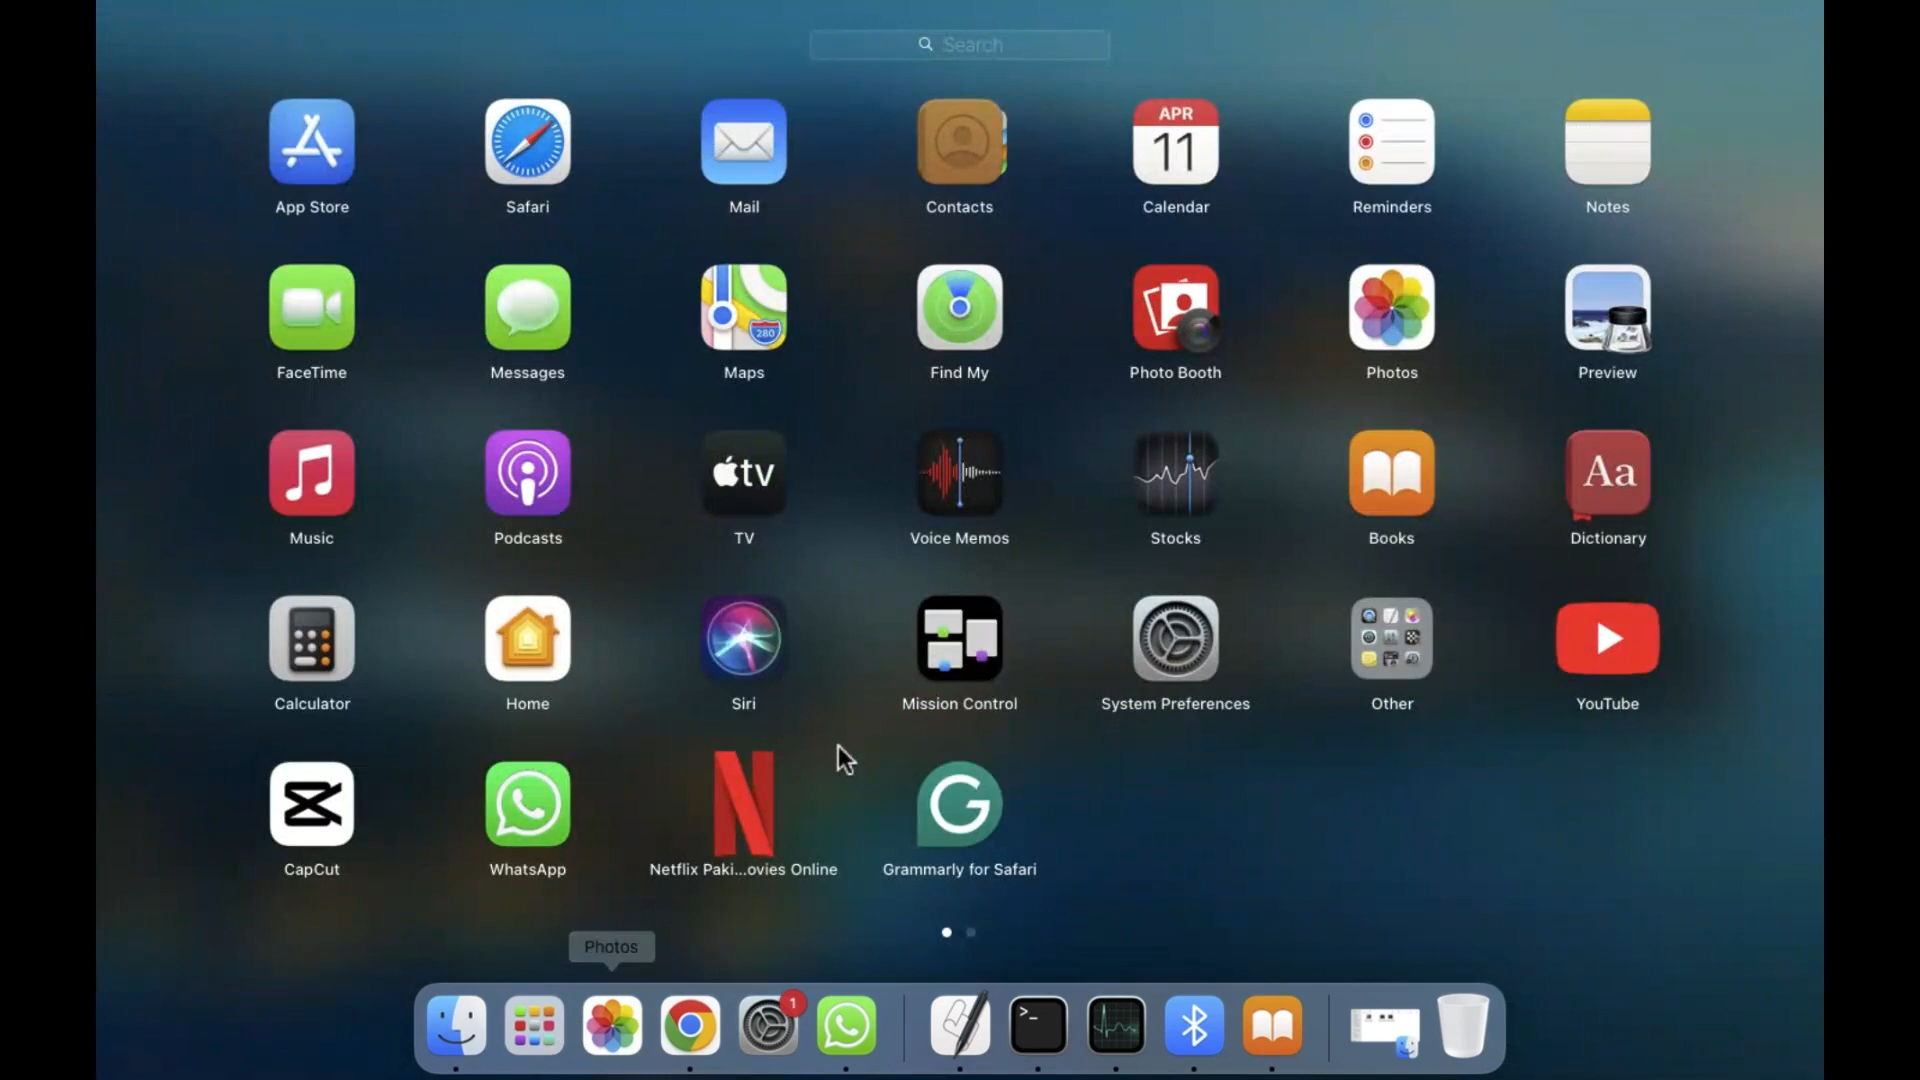 Search
App Store
Safari
Mail
Contacts
APR
11
Calendar
Reminders
Notes
FaceTime
Messages
280
Maps
Find My
Photo Booth
Photos
Preview
Music
Podcasts
tv
TV
Voice Memos
Stocks
Books
Aa
Dictionary
Calculator
Home
Siri
Mission Control
System Preferences
Other
YouTube
CapCut
WhatsApp
N
Netflix Paki...ovies Online
G
Grammarly for Safari
Photos
1
>_